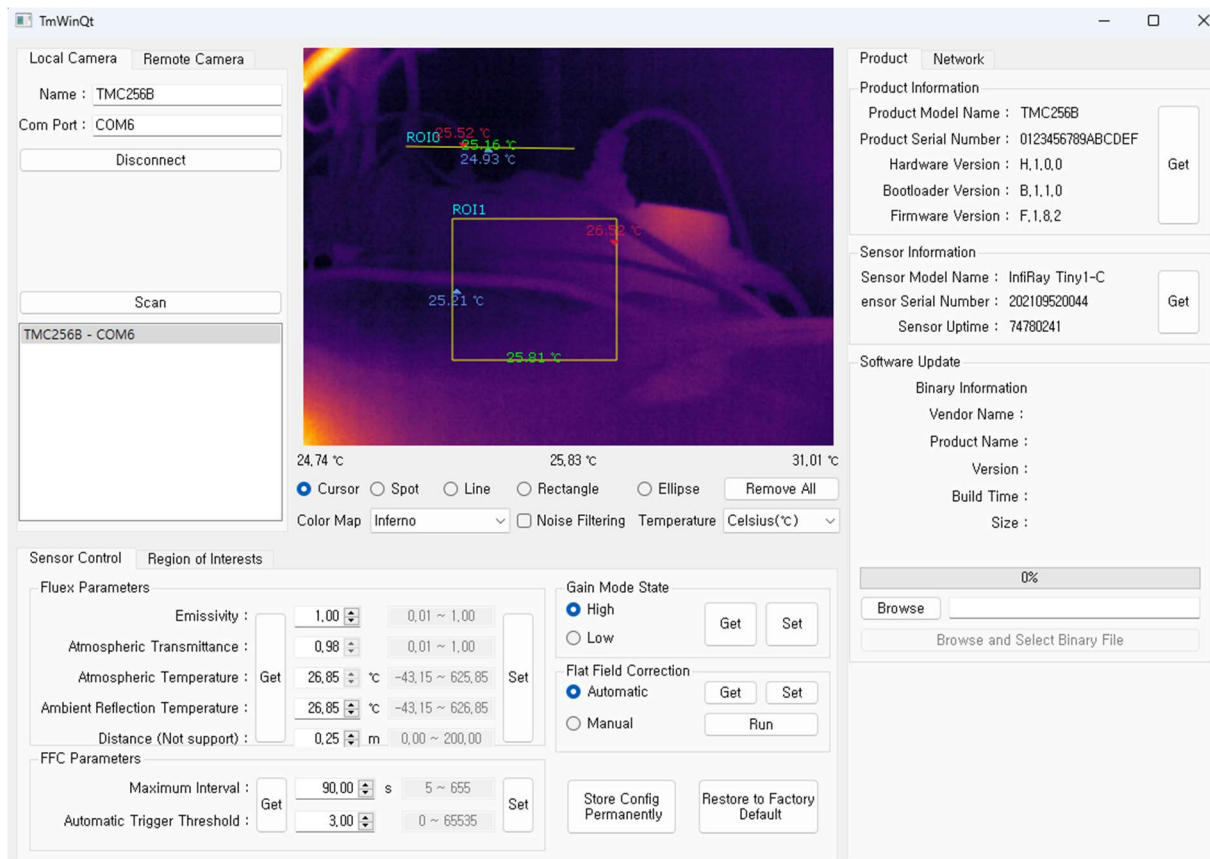 TmWinQt
Local Camera Remote Camera
Name : TMC256B
Com Port : COM6
Disconnect
Scan
TMC256B - COM6
ROI0 25.52 ℃
25.16 ℃
24.93 ℃
ROI1
26.52 ℃
25.21 ℃
25.81 ℃
24,74 ℃ 25,83 ℃ 31,01 ℃
Cursor Spot Line Rectangle Ellipse Remove All
Color Map Inferno Noise Filtering Temperature Celsius(℃)
Product Network
Product Information
Product Model Name : TMC256B
Product Serial Number : 0123456789ABCDEF
Hardware Version : H,1,0,0
Bootloader Version : B,1,1,0
Firmware Version : F,1,8,2
Get
Sensor Information
Sensor Model Name : InfiRay Tiny1-C
ensor Serial Number : 202109520044
Sensor Uptime : 74780241
Get
Software Update
Binary Information
Vendor Name :
Product Name :
Version :
Build Time :
Size :
0%
Browse
Browse and Select Binary File
Sensor Control Region of Interests
Fluex Parameters
Emissivity : 1,00 0,01 ~ 1,00
Atmospheric Transmittance : 0,98 0,01 ~ 1,00
Atmospheric Temperature : Get 26,85 ℃ -43,15 ~ 625,85 Set
Ambient Reflection Temperature : 26,85 ℃ -43,15 ~ 626,85
Distance (Not support) : 0,25 m 0,00 ~ 200,00
FFC Parameters
Maximum Interval : 90,00 s 5 ~ 655
Get Set
Automatic Trigger Threshold : 3,00 0 ~ 65535
Gain Mode State
High
Low
Get Set
Flat Field Correction
Automatic Get Set
Manual Run
Store Config Permanently
Restore to Factory Default